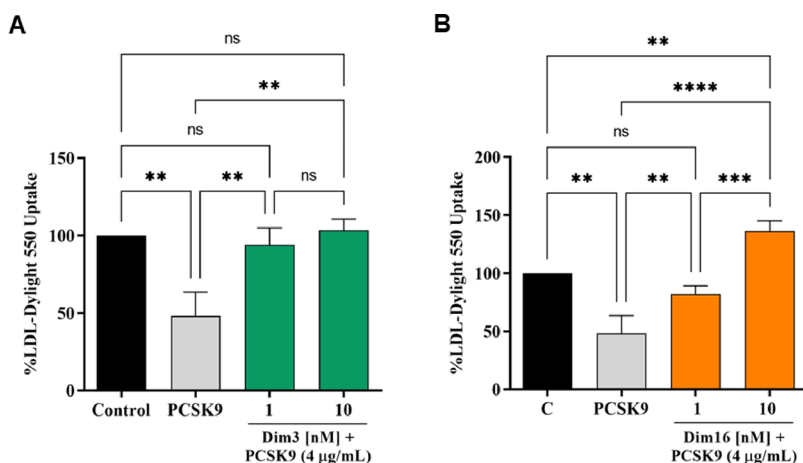 A
ns
**
ns
**
**
ns
150
100
50
0
%LDL-Dylight 550 Uptake
Control
PCSK9
1
10
Dim3 [nM] +
PCSK9 (4 µg/mL)
B
**
****
ns
**
**
***
200
150
100
50
0
%LDL-Dylight 550 Uptake
C
PCSK9
1
10
Dim16 [nM] +
PCSK9 (4 µg/mL)